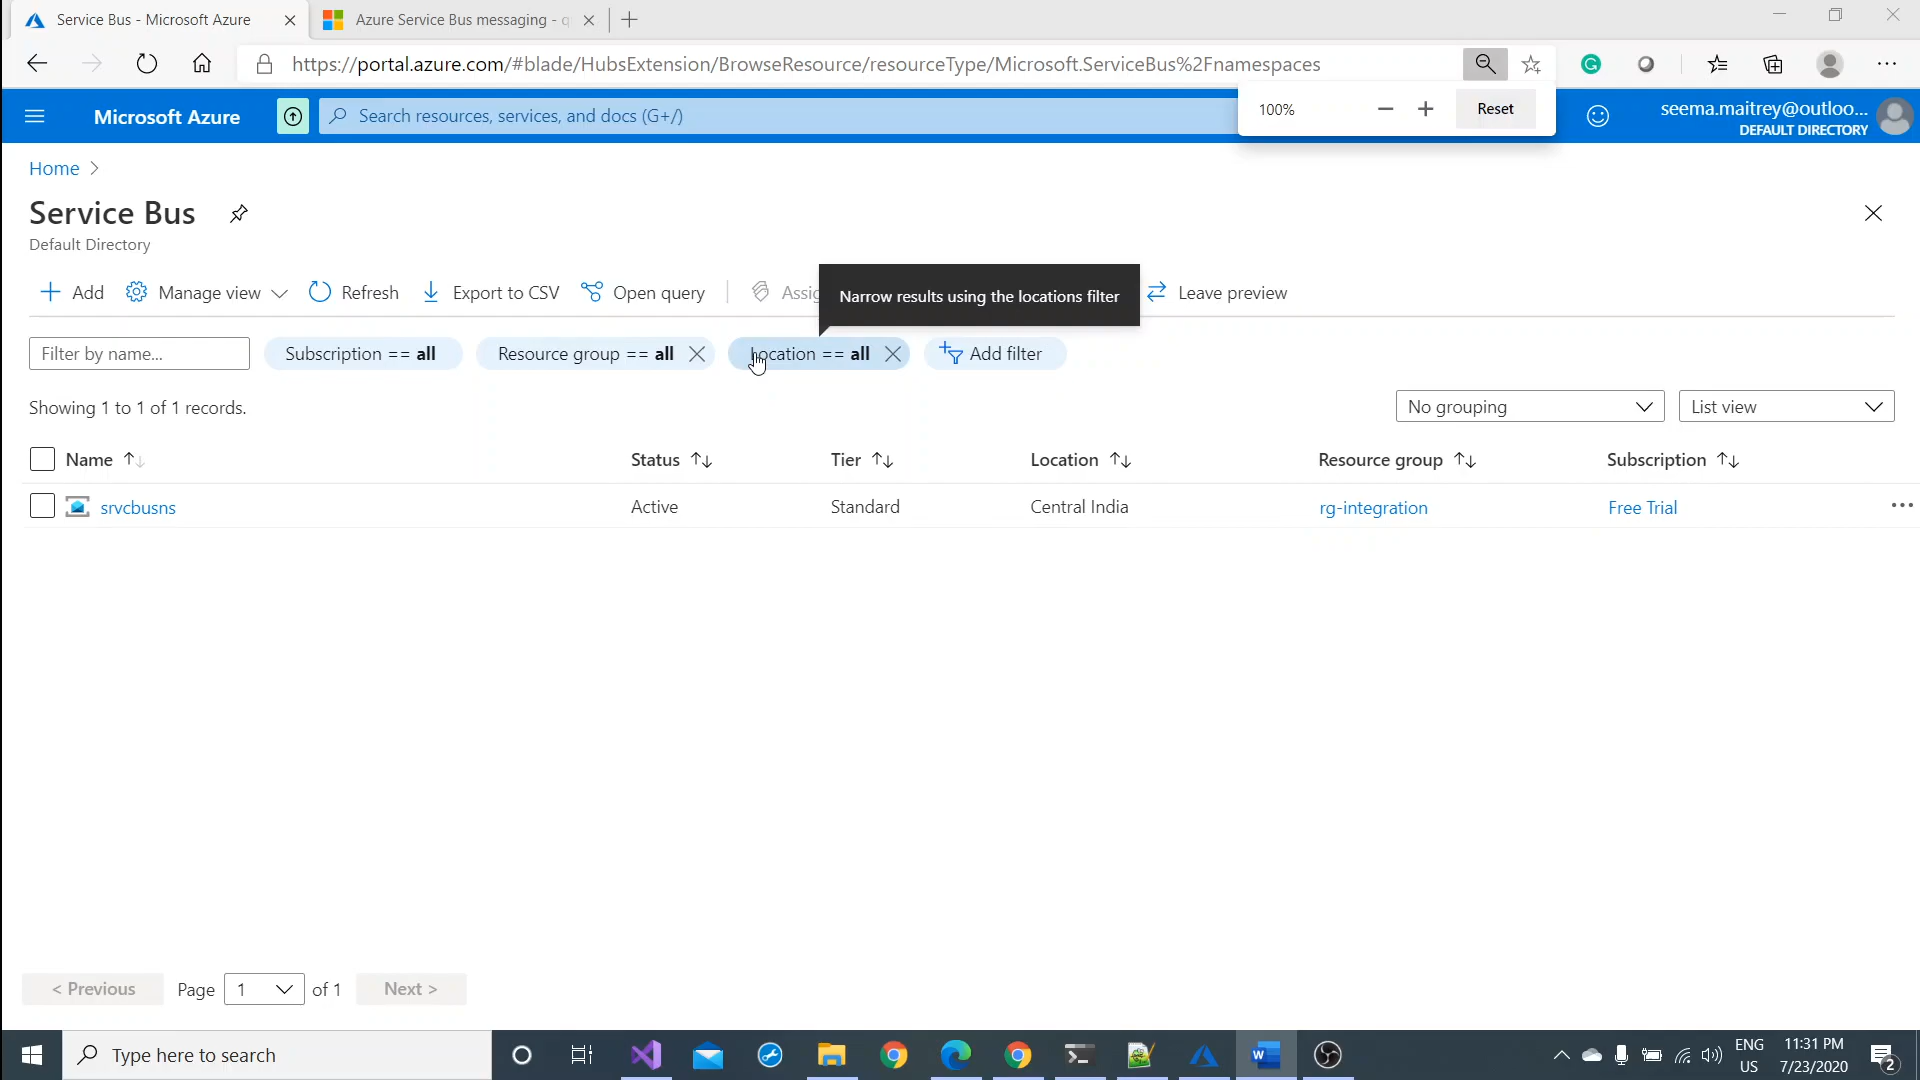 Service Bus - Microsoft Azure
Azure Service Bus messaging - q
https://portal.azure.com/#blade/HubsExtension/BrowseResource/resourceType/Microsoft.ServiceBus%2Fnamespaces
100%
Reset
Microsoft Azure
Search resources, services, and docs (G+/)
seema.maitrey@outloo...
DEFAULT DIRECTORY
Home
Service Bus
Default Directory
Add
Manage view
Refresh
Export to CSV
Open query
Assig
Narrow results using the locations filter
Leave preview
Filter by name...
Subscription == all
Resource group == all
Location == all
Add filter
Showing 1 to 1 of 1 records.
No grouping
List view
Name
Status
Tier
Location
Resource group
Subscription
srvcbusns
Active
Standard
Central India
rg-integration
Free Trial
< Previous
Page 1 of 1
Next >
Type here to search
ENG
US
11:31 PM
7/23/2020
2